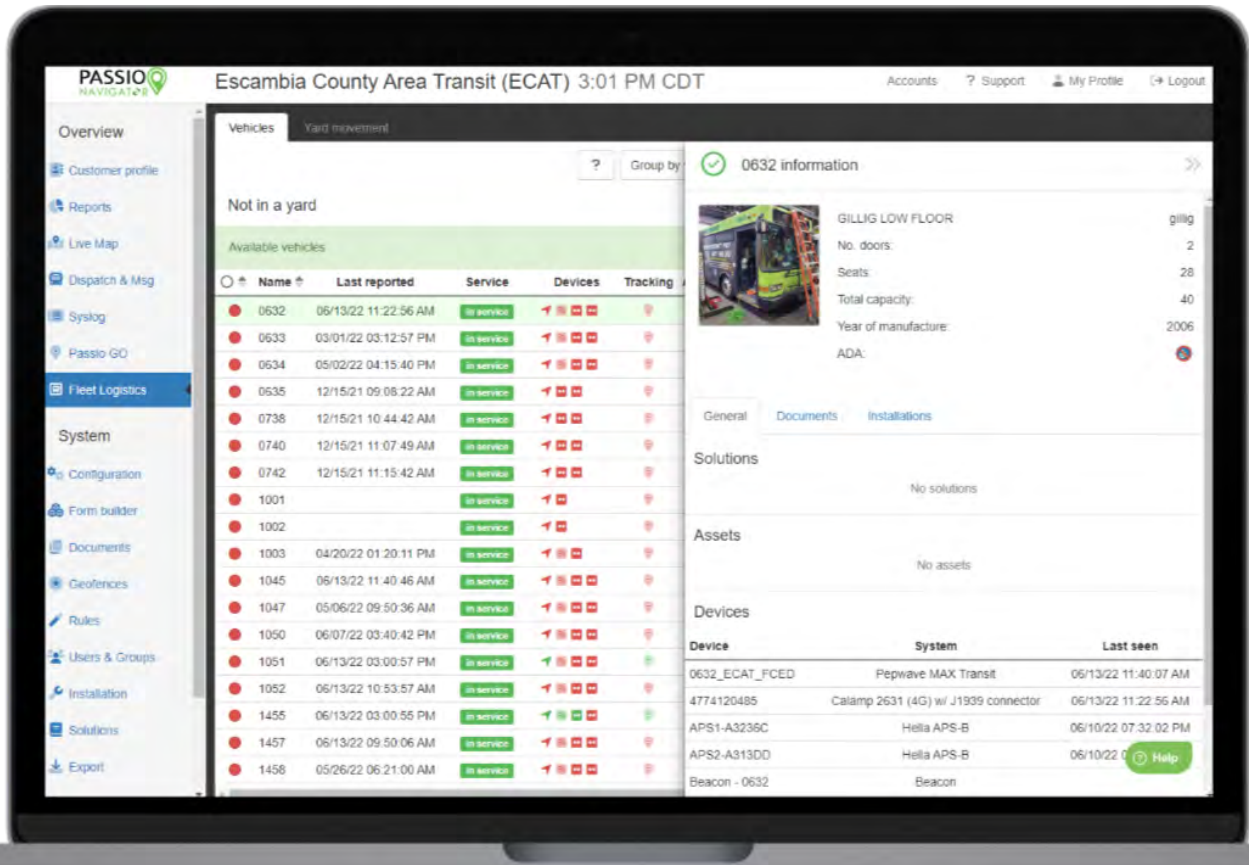 PASSIO
NAVIGATOR
Escambia County Area Transit (ECAT) 3:01 PM CDT
Accounts ? Support My Profile Logout
Overview
Customer profile
Reports
Live Map
Dispatch & Msg
Syslog
Passio GO
Fleet Logistics
System
Configuration
Form builder
Documents
Geofences
Rules
Users & Groups
Installation
Solutions
Export
Vehicles Yard movement
? Group by
Not in a yard
Available vehicles
Name Last reported Service Devices Tracking
0632 06/13/22 11:22:56 AM in service
0633 03/01/22 03:12:57 PM in service
0634 05/02/22 04:15:40 PM in service
0635 12/15/21 09:08:22 AM in service
0738 12/15/21 10:44:42 AM in service
0740 12/15/21 11:07:49 AM in service
0742 12/15/21 11:15:42 AM in service
1001 in service
1002 in service
1003 04/20/22 01:20:11 PM in service
1045 06/13/22 11:40:46 AM in service
1047 05/06/22 09:50:36 AM in service
1050 06/07/22 03:40:42 PM in service
1051 06/13/22 03:00:57 PM in service
1052 06/13/22 10:53:57 AM in service
1455 06/13/22 03:00:55 PM in service
1457 06/13/22 09:50:06 AM in service
1458 05/26/22 06:21:00 AM in service
0632 information
GILLIG LOW FLOOR gillig
No. doors: 2
Seats: 28
Total capacity: 40
Year of manufacture: 2006
ADA:
General Documents Installations
Solutions
No solutions
Assets
No assets
Devices
Device System Last seen
0632_ECAT_FCED Pepwave MAX Transit 06/13/22 11:40:07 AM
4774120485 Calamp 2631 (4G) w/ J1939 connector 06/13/22 11:22:56 AM
APS1-A3236C Hella APS-B 06/10/22 07:32:02 PM
APS2-A313DD Hella APS-B 06/10/22
Beacon - 0632 Beacon
? Help